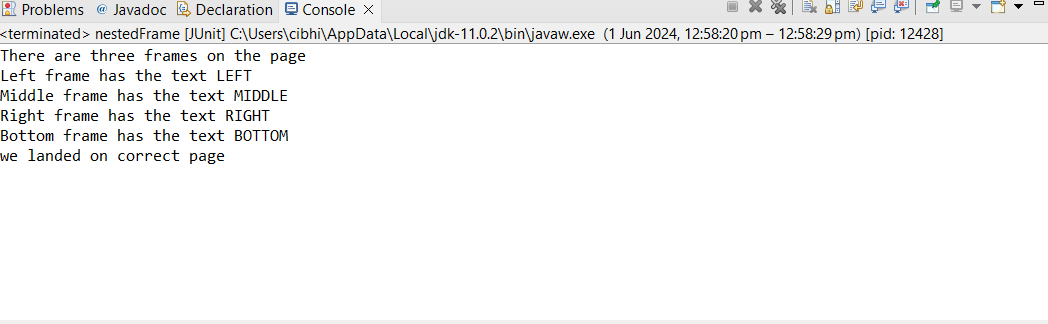 Problems @ Javadoc Declaration Console
<terminated> nestedFrame [JUnit] C:\Users\cibhi\AppData\Local\jdk-11.0.2\bin\javaw.exe (1 Jun 2024, 12:58:20 pm – 12:58:29 pm) [pid: 12428]
There are three frames on the page
Left frame has the text LEFT
Middle frame has the text MIDDLE
Right frame has the text RIGHT
Bottom frame has the text BOTTOM
we landed on correct page